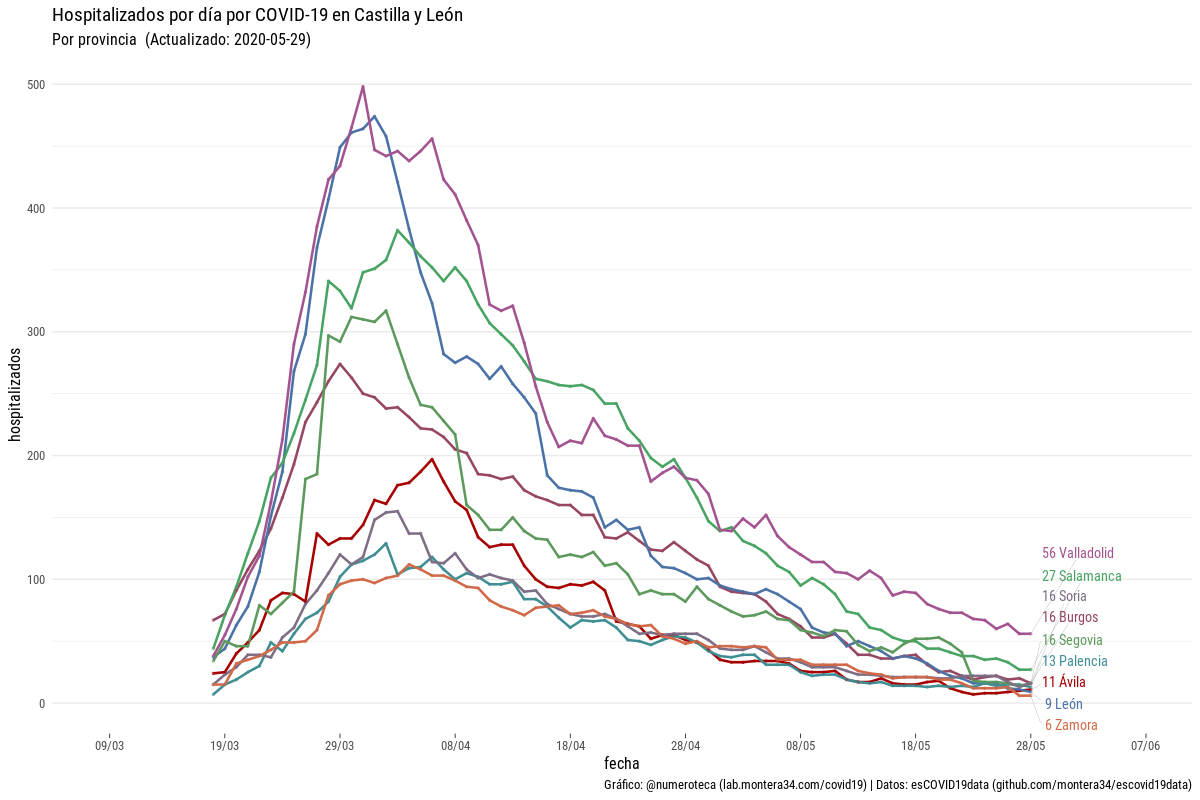 Hospitalizados por día por COVID-19 en Castilla y León
Por provincia (Actualizado: 2020-05-29)
hospitalizados
500
400
300
200
100
0
56 Valladolid
27 Salamanca
16 Soria
16 Burgos
16 Segovia
13 Palencia
11 Ávila
9 León
6 Zamora
09/03
19/03
29/03
08/04
18/04
28/04
08/05
18/05
28/05
07/06
fecha
Gráfico: @numeroteca (lab.montera34.com/covid19) | Datos: esCOVID19data (github.com/montera34/escovid19data)